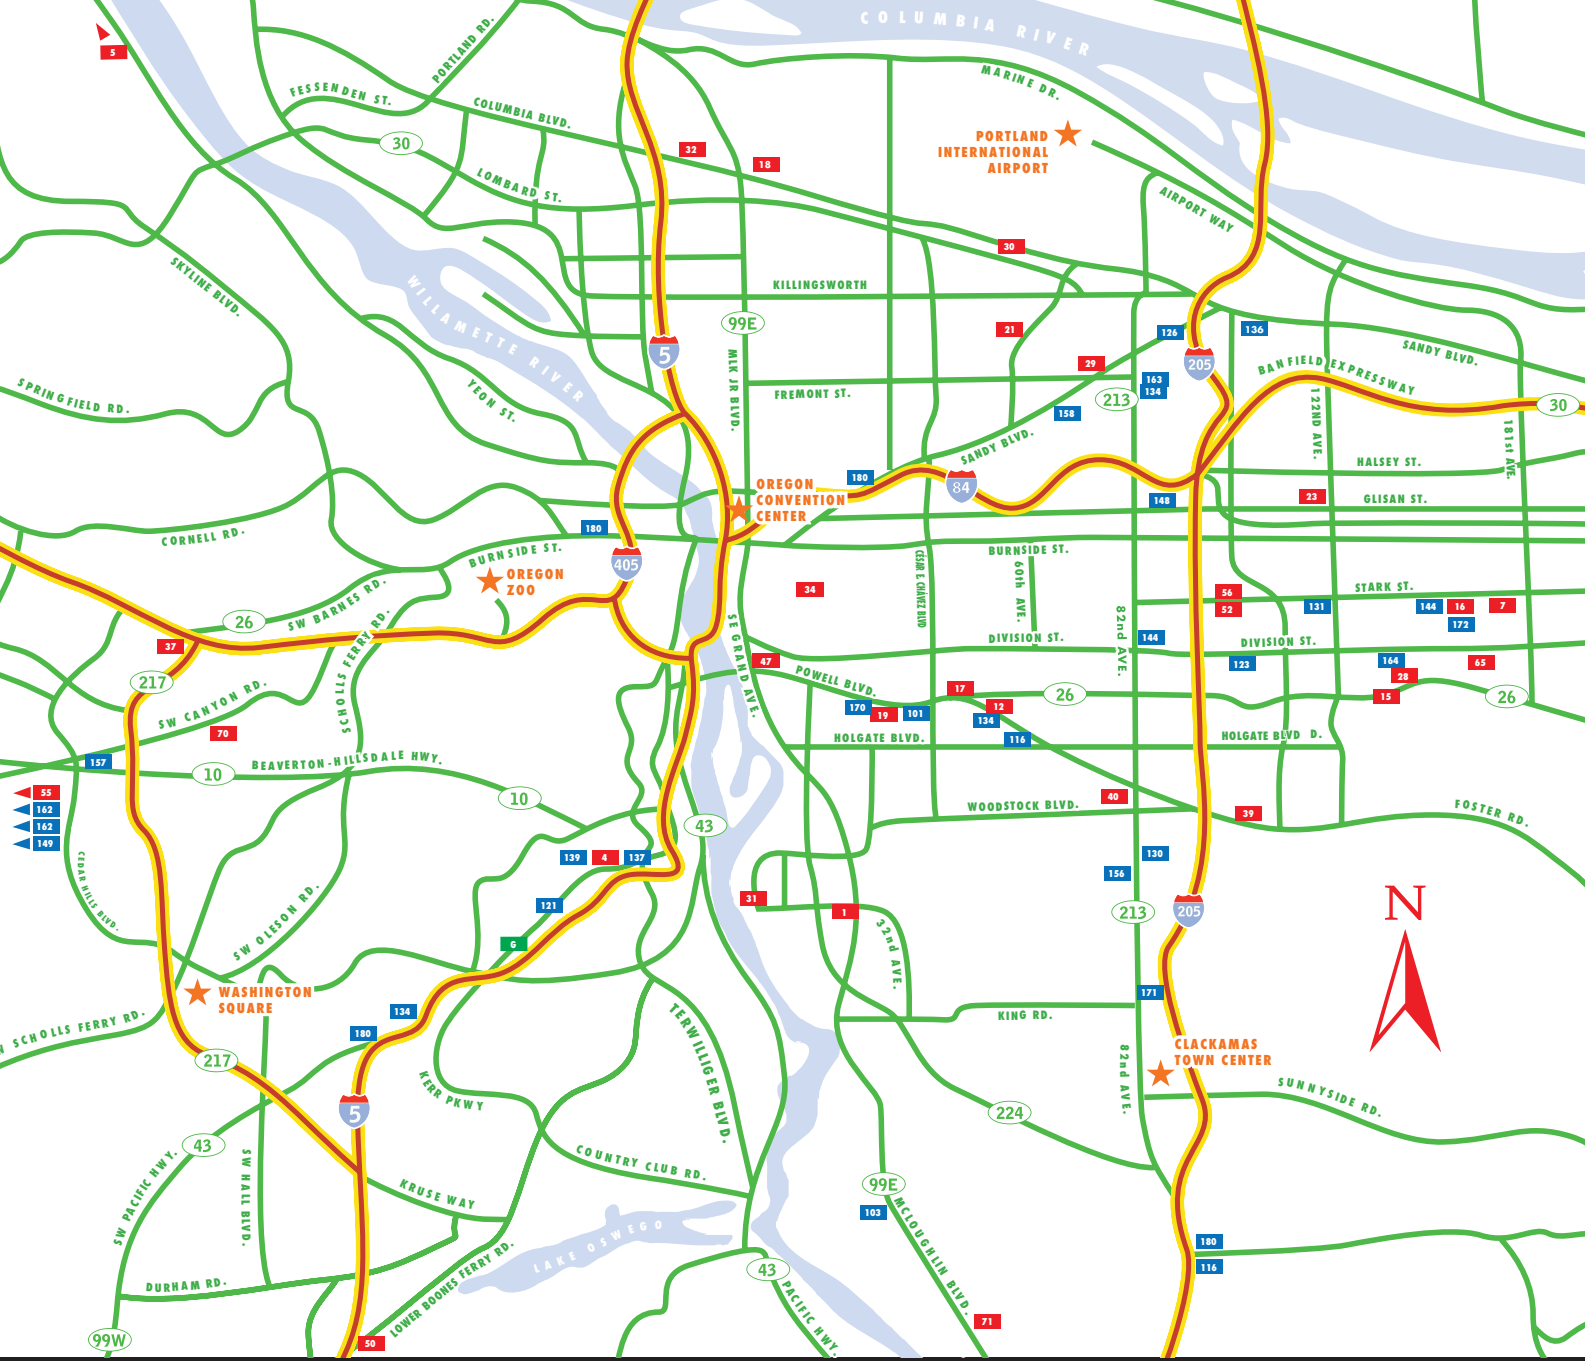 COLUMBIA RIVER
PORTLAND RD.
5
MARINE DR.
FESSENDEN ST.
COLUMBIA BLVD.
30
PORTLAND
INTERNATIONAL
AIRPORT
32
18
LOMBARD ST.
AIRPORT WAY
30
SKYLINE BLVD.
KILLINGSWORTH
WILLAMETTE RIVER
99E
21
126
136
5
SANDY BLVD.
BANFIELD EXPRESSWAY
29
205
163
134
MLK JR BLVD.
FREMONT ST.
213
158
SPRINGFIELD RD.
YEON ST.
122ND AVE.
30
181st AVE
SANDY BLVD.
HALSEY ST.
180
84
OREGON
CONVENTION
CENTER
148
23
GLISAN ST.
180
CORNELL RD.
BURNSIDE ST.
BURNSIDE ST.
405
OREGON
ZOO
CÉSAR E. CHÁVEZ BLVD
60th AVE.
34
56
52
STARK ST.
131
144
16
7
172
SW BARNES RD.
26
SCHOLLS FERRY RD.
SE GRAND AVE.
82nd AVE.
DIVISION ST.
144
DIVISION ST.
37
47
123
164
65
28
217
POWELL BLVD.
17
26
15
26
SW CANYON RD.
170
19
101
12
134
70
116
HOLGATE BLVD.
HOLGATE BLVD D.
157
10
BEAVERTON-HILLSDALE HWY.
10
55
162
162
149
40
WOODSTOCK BLVD.
39
FOSTER RD.
43
CEDAR HILLS BLVD.
139
4
137
130
156
N
31
1
121
SW OLESON RD.
213
205
32nd AVE.
G
WASHINGTON
SQUARE
171
134
N SCHOLLS FERRY RD.
180
KING RD.
TERWILLIGER BLVD.
CLACKAMAS
TOWN CENTER
217
82nd AVE.
KERR PKWY
5
224
SUNNYSIDE RD.
43
COUNTRY CLUB RD.
SW PACIFIC HWY.
SW HALL BLVD.
KRUSE WAY
99E
103
MCLOUGHLIN BLVD.
LAKE OSWEGO
180
116
43
LOWER BOONES FERRY RD.
DURHAM RD.
PACIFIC HWY.
71
99W
50